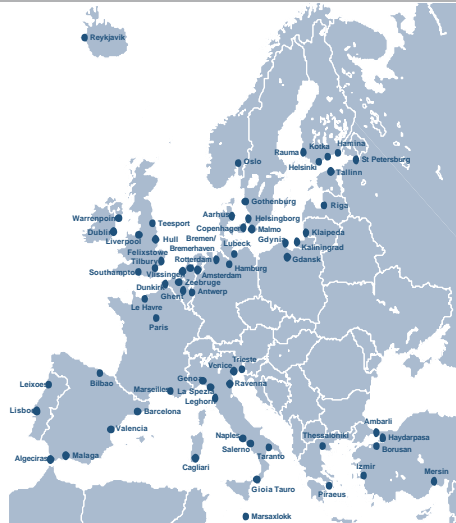 Reykjavik
Rauma
Kotka
Hamina
Helsinki
St Petersburg
Tallinn
Oslo
Gothenburg
Riga
Aarhus
Helsingborg
Warrenpoin
Teesport
Copenhagen
Malmo
Klaipeda
Dublin
Liverpool
Hull
Bremen/
Bremerhaven
Lubeck
Gdynia
Kaliningrad
Felixstowe
Tilbury
Rotterdam
Hamburg
Gdansk
Southampto
Vlissingen
Amsterdam
Dunkirk
Zeebruge
Ghent
Antwerp
Le Havre
Paris
Trieste
Venice
Genoa
Bilbao
Leixoes
Marseilles
La Spezia
Ravenna
Leghorn
Lisbon
Barcelona
Valencia
Ambarli
Naples
Thessaloniki
Haydarpasa
Salerno
Borusan
Algeciras
Malaga
Taranto
Cagliari
Izmir
Mersin
Gioia Tauro
Piraeus
Marsaxlokk